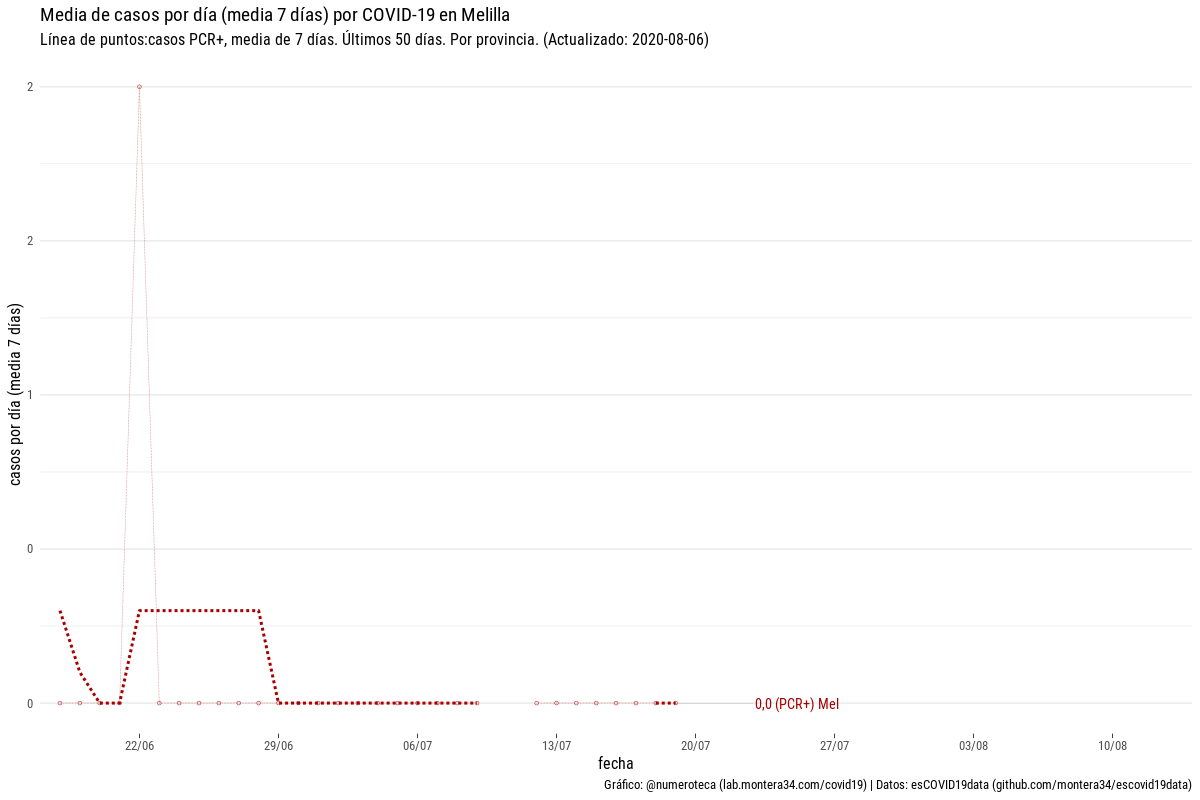 Media de casos por día (media 7 días) por COVID-19 en Melilla
Línea de puntos:casos PCR+, media de 7 días. Últimos 50 días. Por provincia. (Actualizado: 2020-08-06)
casos por día (media 7 días)
2
2
1
0
0
0,0 (PCR+) Mel
22/06 29/06 06/07 13/07 20/07 27/07 03/08 10/08
fecha
Gráfico: @numeroteca (lab.montera34.com/covid19) | Datos: esCOVID19data (github.com/montera34/escovid19data)